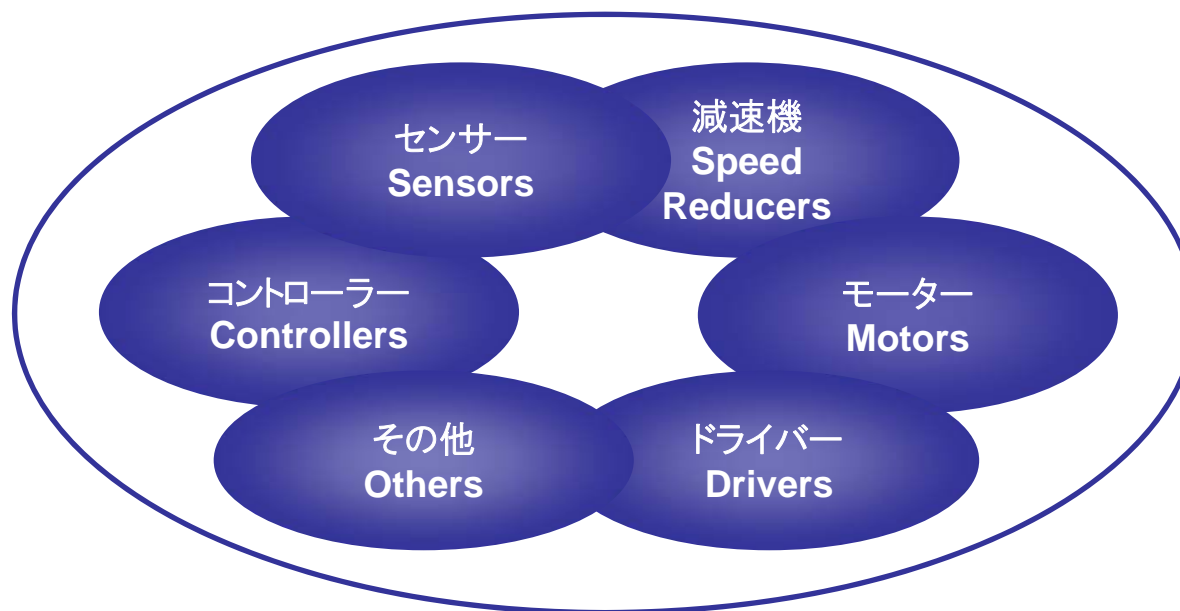 センサー
Sensors
減速機
Speed
Reducers
コントローラー
Controllers
モーター
Motors
その他
Others
ドライバー
Drivers